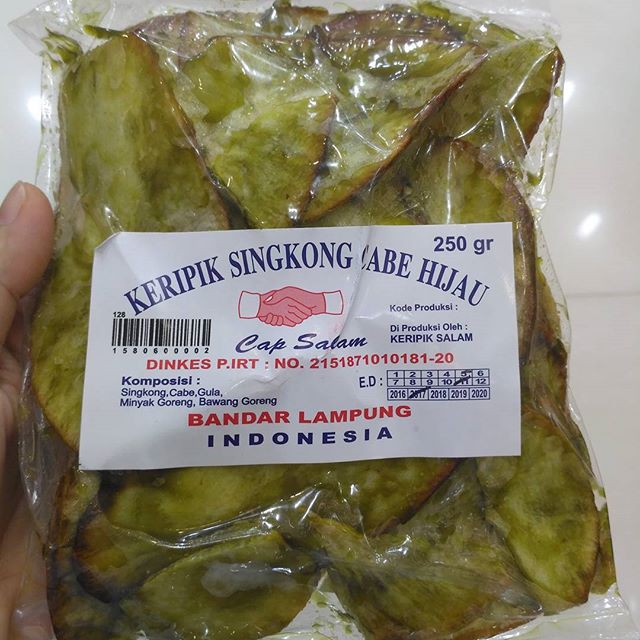 250 gr
KERIPIK SINGKONG CABE HIJAU
128
1580600002
Cap Salam
Kode Produksi :
Di Produksi Oleh :
KERIPIK SALAM
DINKES P.IRT : NO. 2151871010181-20
Komposisi :
Singkong,Cabe,Gula,
Minyak Goreng, Bawang Goreng
E.D :
1 2 3 4 5 6
7 8 9 10 11 12
2016 2017 2018 2019 2020
BANDAR LAMPUNG
INDONESIA